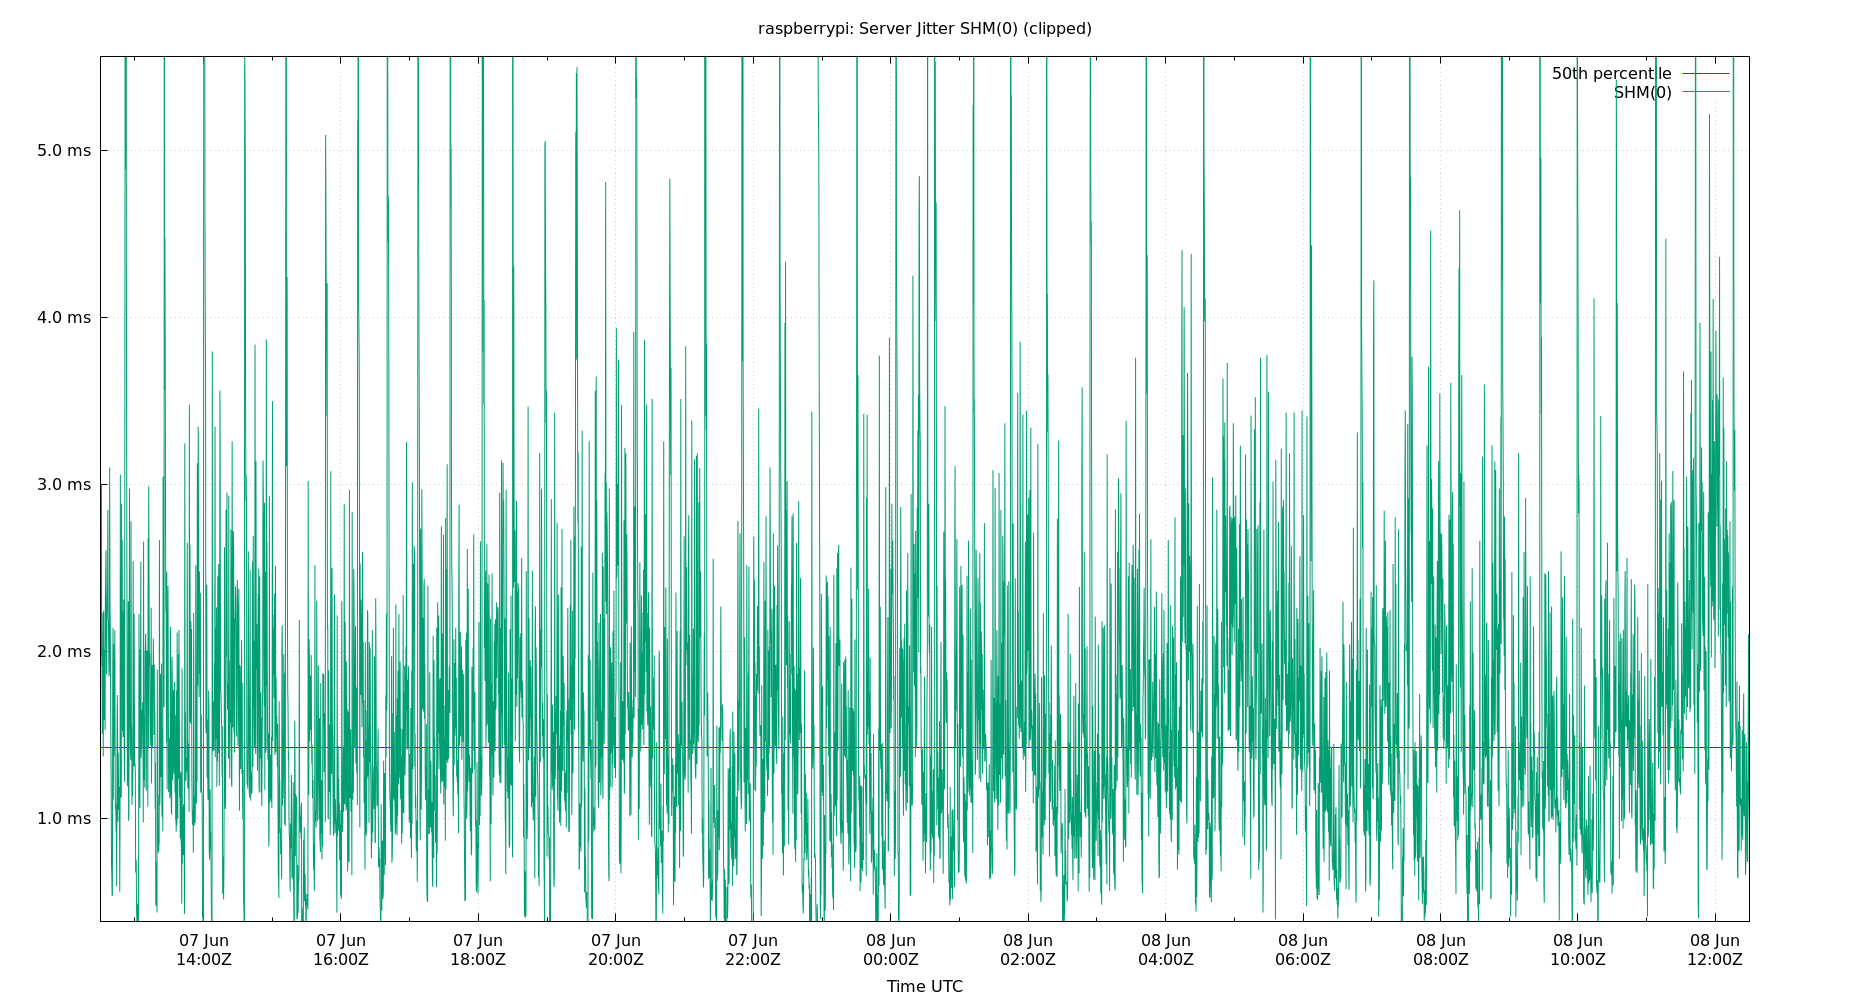 raspberrypi: Server Jitter SHM(0) (clipped)
50th percentile
SHM(0)
5.0 ms
4.0 ms
3.0 ms
2.0 ms
1.0 ms
07 Jun 07 Jun 07 Jun 07 Jun 07 Jun 08 Jun 08 Jun 08 Jun 08 Jun 08 Jun 08 Jun 08 Jun
14:00Z 16:00Z 18:00Z 20:00Z 22:00Z 00:00Z 02:00Z 04:00Z 06:00Z 08:00Z 10:00Z 12:00Z
Time UTC